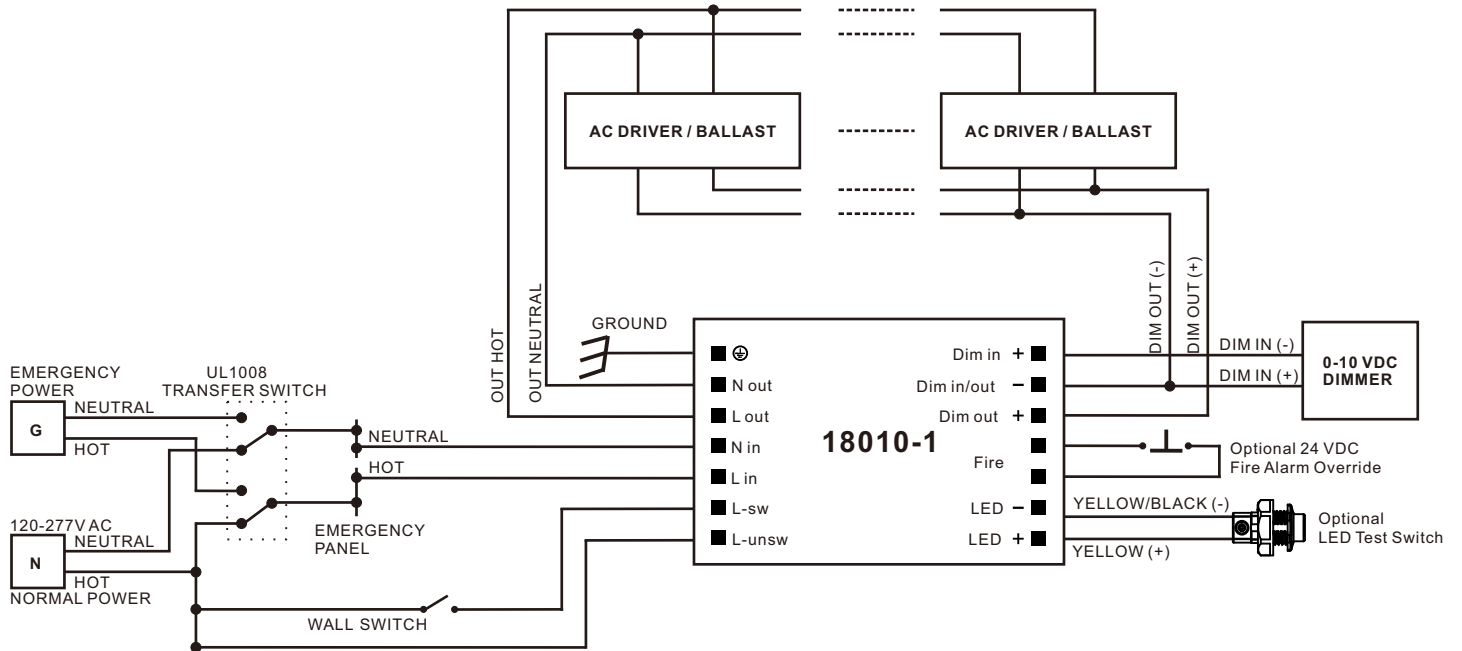 AC DRIVER / BALLAST
AC DRIVER / BALLAST
OUT HOT
OUT NEUTRAL
DIM OUT (-)
DIM OUT (+)
GROUND
EMERGENCY
POWER
G
NEUTRAL
HOT
UL1008
TRANSFER SWITCH
NEUTRAL
HOT
EMERGENCY
PANEL
120-277V AC
NEUTRAL
N
HOT
NORMAL POWER
WALL SWITCH
N out
L out
N in
L in
L-sw
L-unsw
18010-1
Dim in +
Dim in/out -
Dim out +
Fire
LED -
LED +
DIM IN (-)
DIM IN (+)
0-10 VDC
DIMMER
Optional 24 VDC
Fire Alarm Override
YELLOW/BLACK (-)
YELLOW (+)
Optional
LED Test Switch